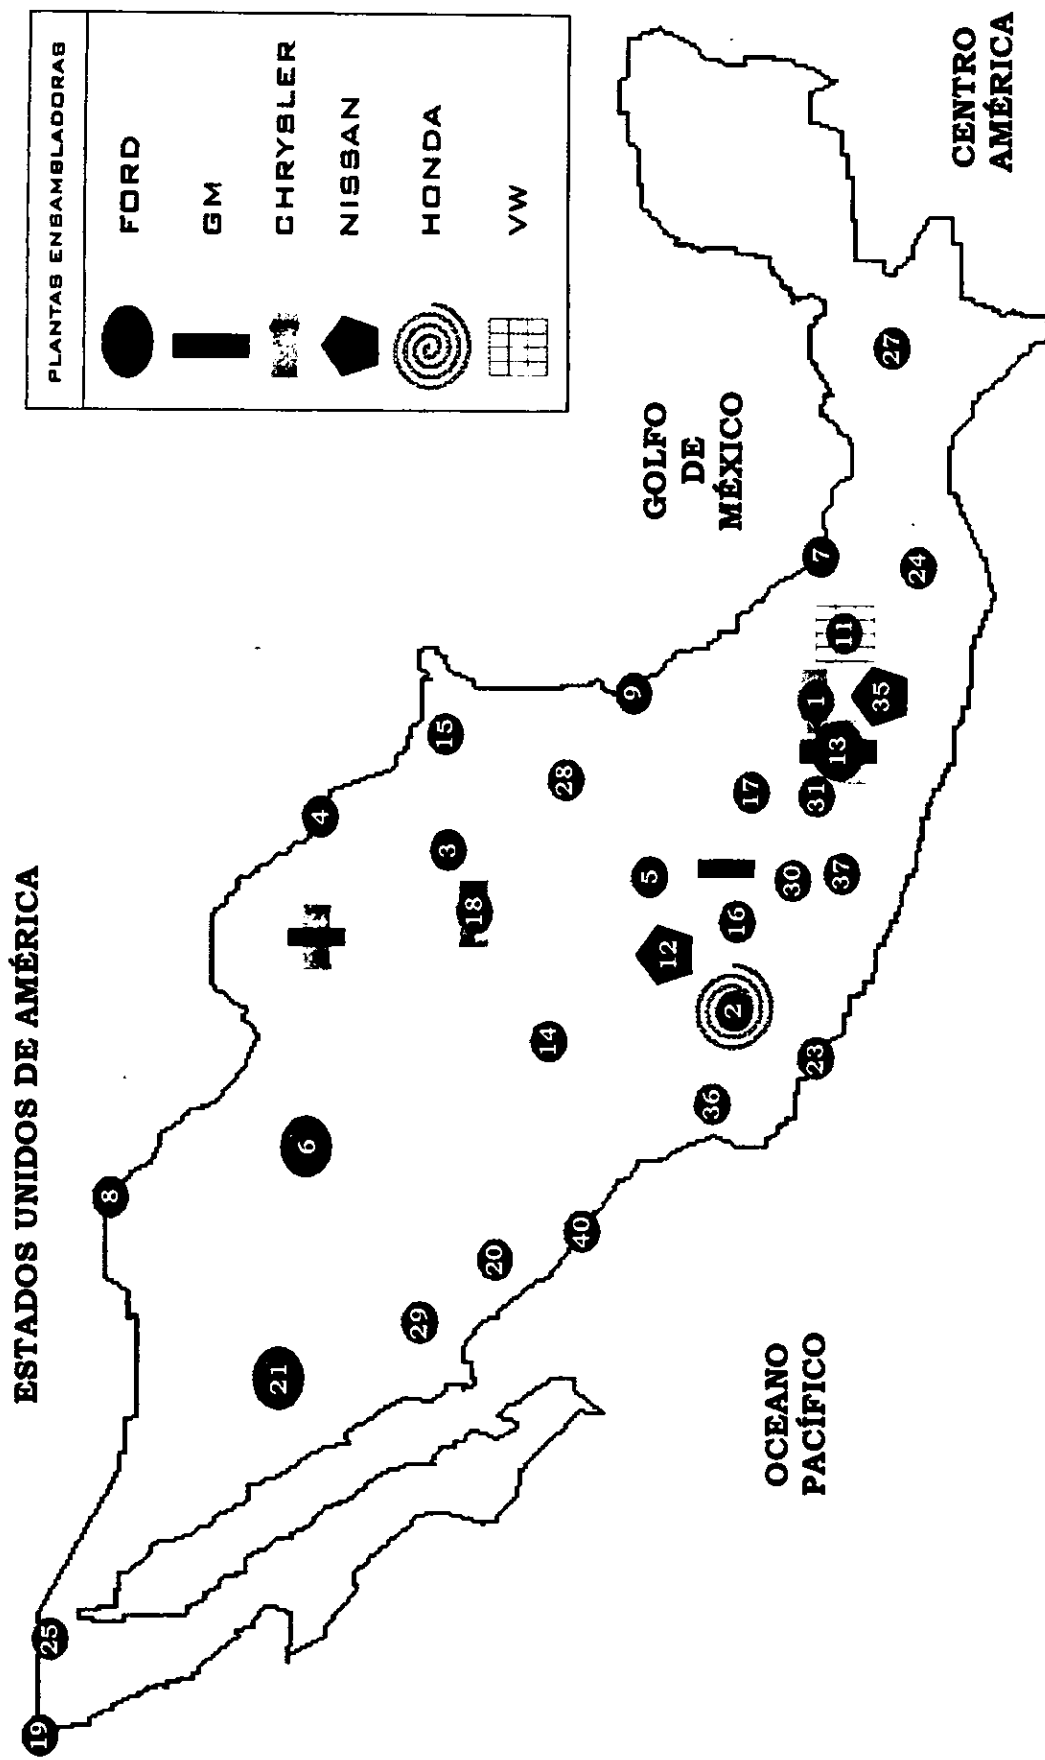 ESTADOS UNIDOS DE AMÉRICA
PLANTAS ENSAMBLADORAS
FORD
GM
CHRYSLER
NISSAN
HONDA
VW
GOLFO
DE
MÉXICO
CENTRO
AMÉRICA
OCEANO
PACÍFICO
19
25
8
21
6
4
29
3
15
18
20
40
14
28
9
12
5
36
2
16
17
23
30
31
1
7
37
13
11
35
24
27